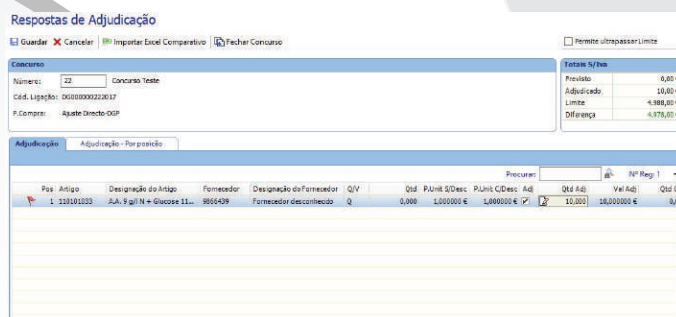 Respostas de Adjudicação
Guardar Cancelar Importar Excel Comparativo Fechar Concurso Permite ultrapassar Limite
Concurso Totais S/Iva
Número: 22 Concurso Teste Previsto 0,00
Cód. Ligação: DG000000222017 Adjudicado 10,00
P.Compra: Ajuste Directo-DGP Limite 4.988,00
Diferença 4.978,00
Adjudicação Adjudicação - Por posição
Procurar: Nº Reg: 1
Pos Artigo Designação do Artigo Fornecedor Designação do Fornecedor Q/V Qtd P.Unit S/Desc P.Unit C/Desc Adj Qtd Adj Val Adj Qtd
1 110101033 A.A. 9 g/l N + Glucose 11... 9866439 Fornecedor desconhecido Q 0,000 1,000000 € 1,000000 € 10,000 10,000000 €